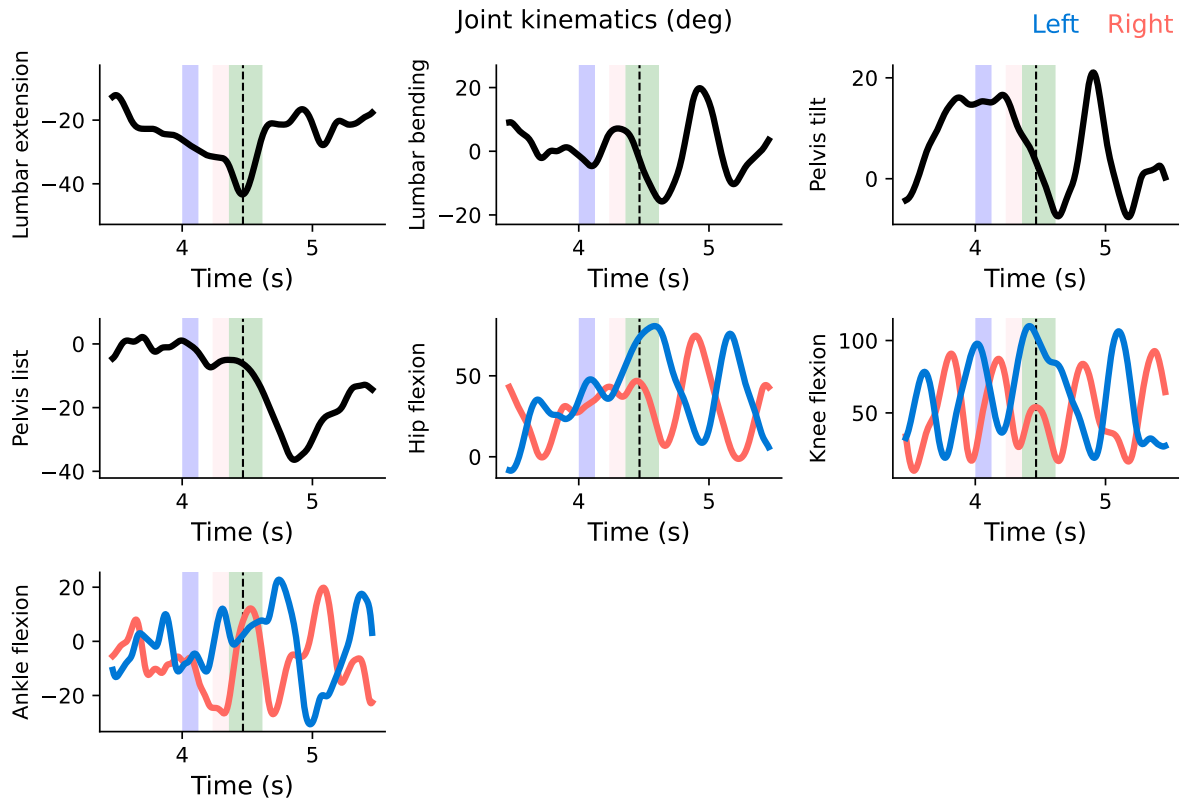 Joint kinematics (deg)
Left Right
Lumbar extension
−20
−40
4 5
Time (s)
Lumbar bending
20
0
−20
4 5
Time (s)
Pelvis tilt
20
0
4 5
Time (s)
Pelvis list
0
−20
−40
4 5
Time (s)
Hip flexion
50
0
4 5
Time (s)
Knee flexion
100
50
4 5
Time (s)
Ankle flexion
20
0
−20
4 5
Time (s)